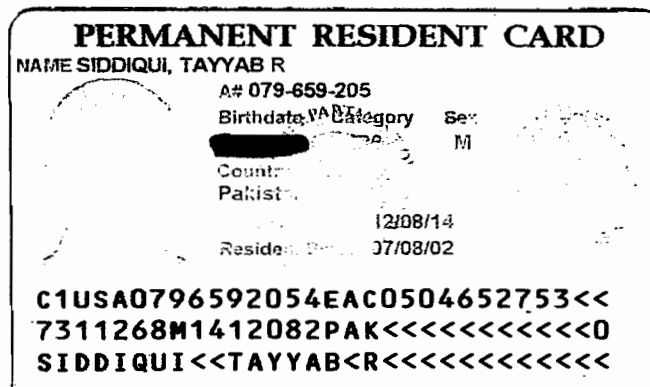 PERMANENT RESIDENT CARD
NAME SIDDIQUI, TAYYAB R
A# 079-659-205
Birthdate Category Sex
M
Pakist
12/08/14
07/08/02
C1USA0796592054EAC0504652753<<
7311268M1412082PAK<<<<<<<<<<<0
SIDDIQUI<<TAYYAB<R<<<<<<<<<<<<